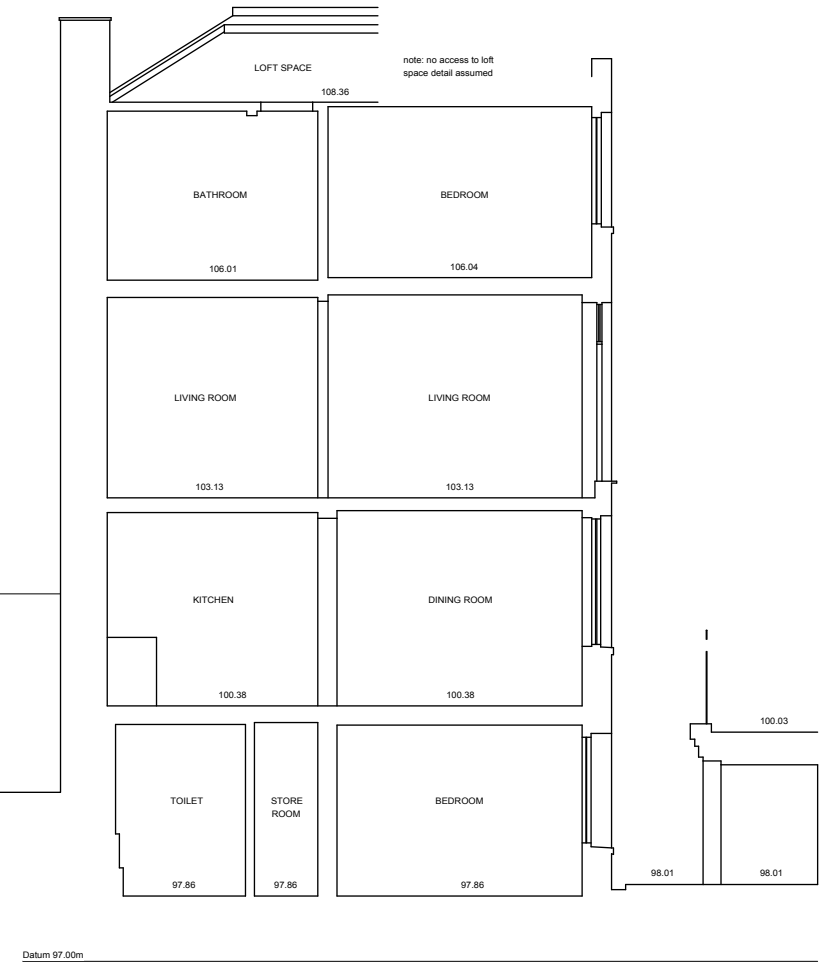 LOFT SPACE
note: no access to loft
space detail assumed
108.36
BATHROOM
BEDROOM
106.01
106.04
LIVING ROOM
LIVING ROOM
103.13
103.13
KITCHEN
DINING ROOM
100.38
100.38
100.03
TOILET
STORE
ROOM
BEDROOM
98.01
98.01
97.86
97.86
97.86
Datum 97.00m